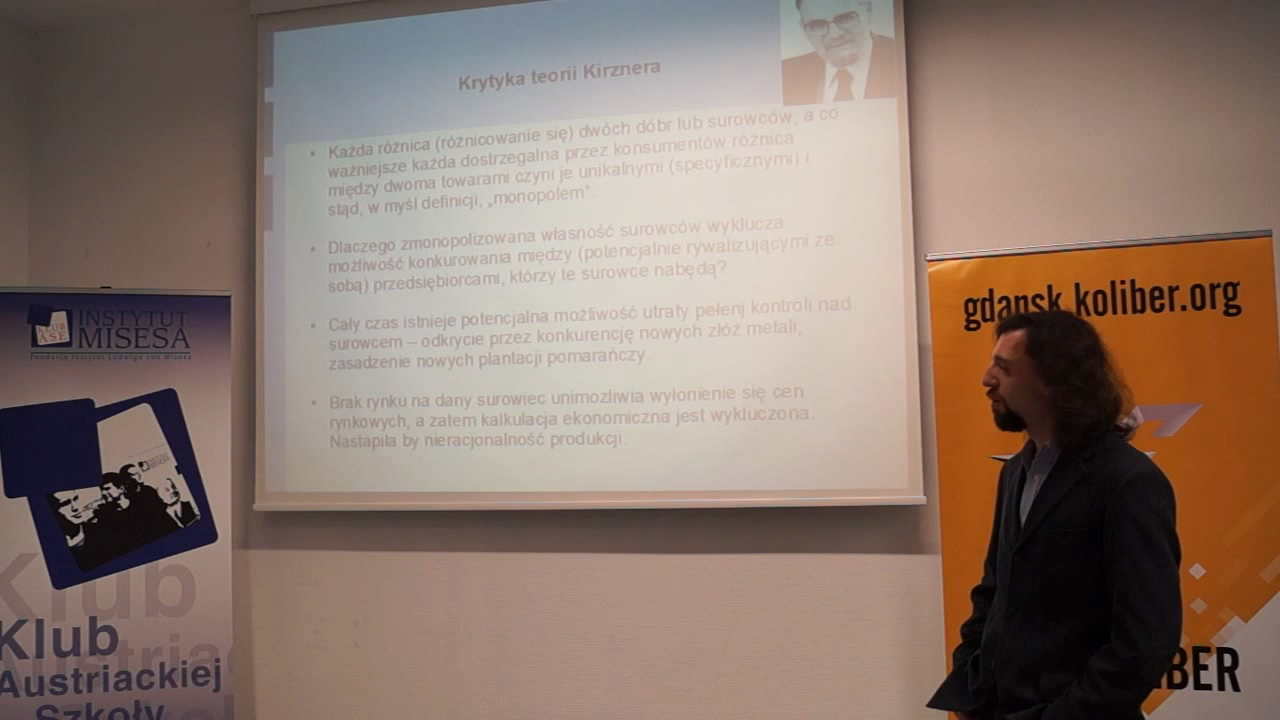 Krytyka teorii Kirznera
• Każda różnica (różnicowanie się) dwóch dóbr lub surowców, a co
ważniejsze każda dostrzegalna przez konsumentów różnica
między dwoma towarami czyni je unikalnymi (specyficznymi) i
stąd, w myśl definicji, „monopolem”.
• Dlaczego zmonopolizowana własność surowców wyklucza
możliwość konkurowania między (potencjalnie rywalizującymi ze
sobą) przedsiębiorcami, którzy te surowce nabędą?
• Cały czas istnieje potencjalna możliwość utraty pełenj kontroli nad
surowcem – odkrycie przez konkurencję nowych złóż metali,
zasadzenie nowych plantacji pomarańczy
• Brak rynku na dany surowiec unimożliwia wyłonienie się cen
rynkowych, a zatem kalkulacja ekonomiczna jest wykluczona.
Nastąpiła by nieracjonalność produkcji.
KLUB
ASE
INSTYTUT
MISESA
Fundacja Instytut Ludwiga von Misesa
INSTYTUT
MISESA
Klub
Klub
Austriackiej
Szkoły
gdansk.koliber.org
IBER